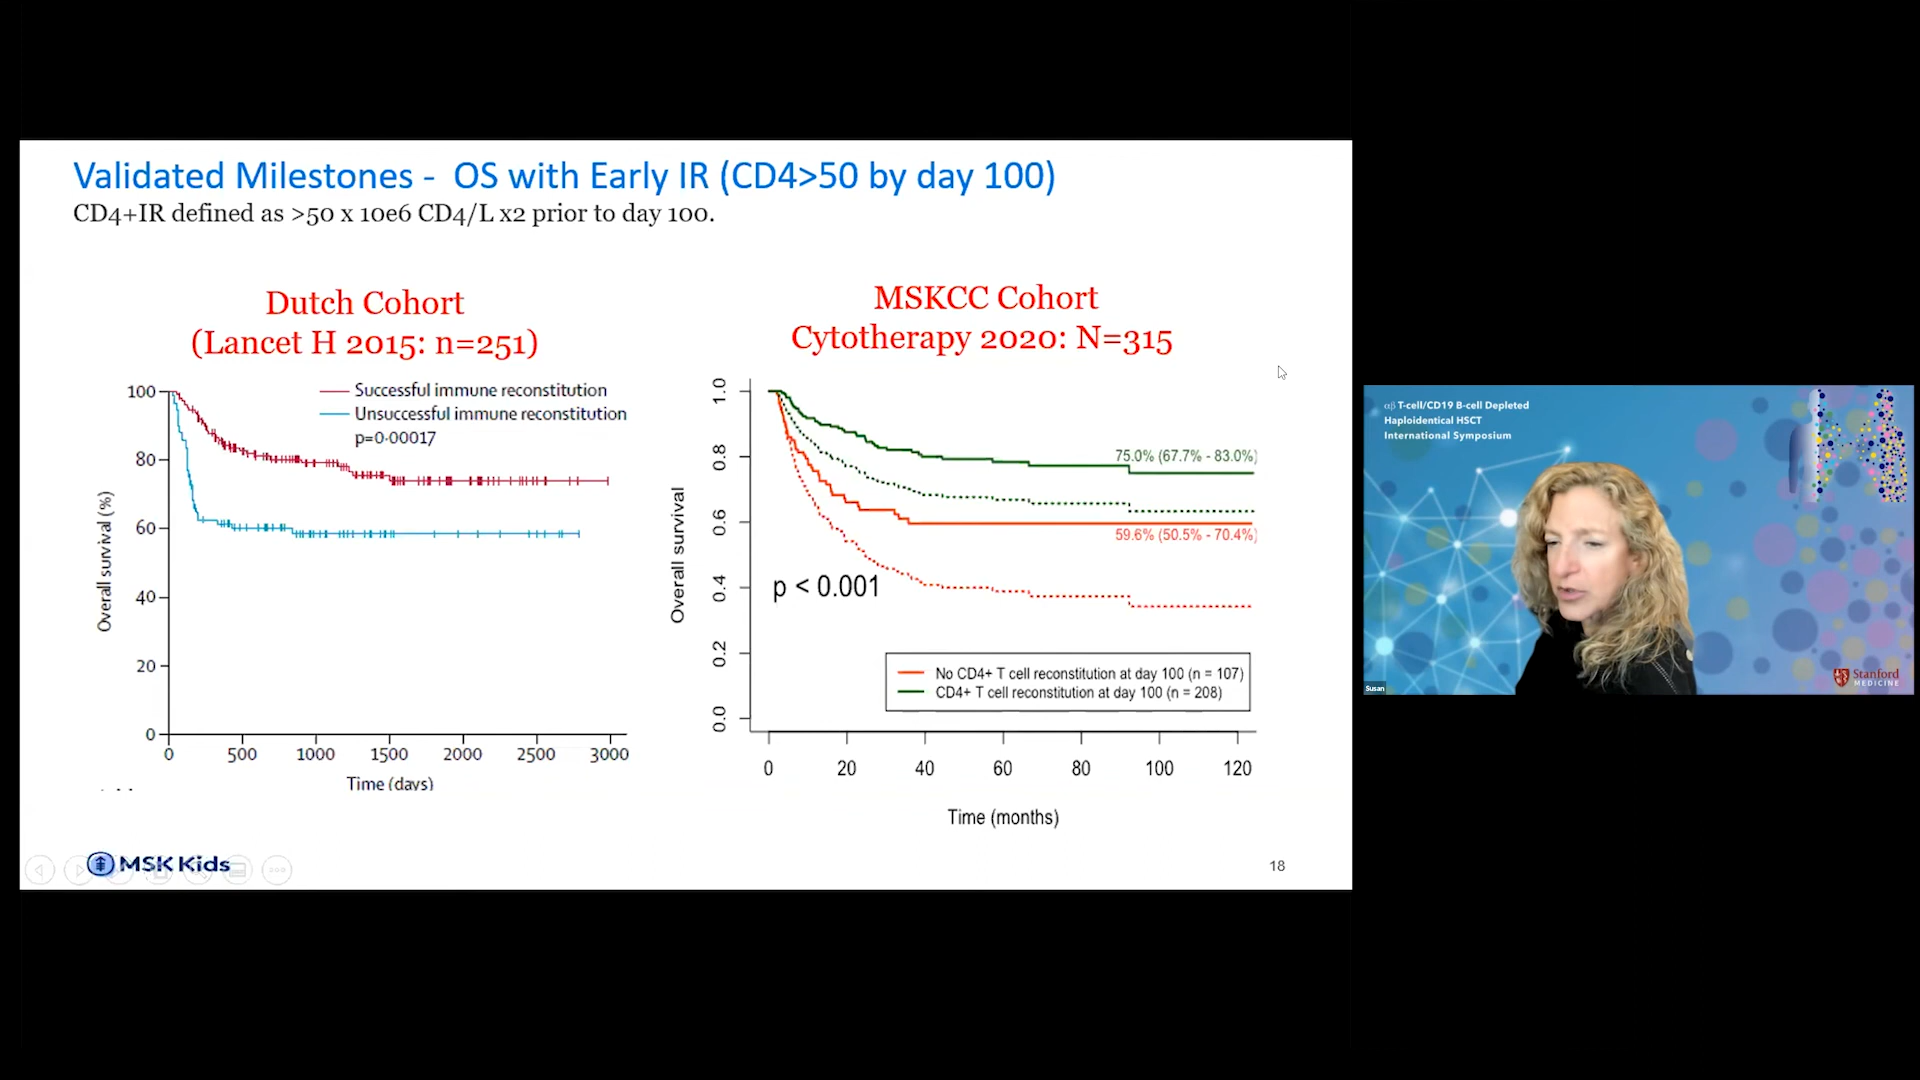 Validated Milestones - OS with Early IR (CD4>50 by day 100)
CD4+IR defined as >50 x 10e6 CD4/L x2 prior to day 100.
Dutch Cohort
(Lancet H 2015: n=251)
100
80
60
40
20
0
Overall survival (%)
Successful immune reconstitution
Unsuccessful immune reconstitution
p=0·00017
0 500 1000 1500 2000 2500 3000
Time (days)
MSKCC Cohort
Cytotherapy 2020: N=315
1.0
0.8
0.6
0.4
0.2
0.0
Overall survival
75.0% (67.7% - 83.0%)
59.6% (50.5% - 70.4%)
p < 0.001
No CD4+ T cell reconstitution at day 100 (n = 107)
CD4+ T cell reconstitution at day 100 (n = 208)
0 20 40 60 80 100 120
Time (months)
MSK Kids
18
αβ T-cell/CD19 B-cell Depleted
Haploidentical HSCT
International Symposium
Susan
Stanford
MEDICINE